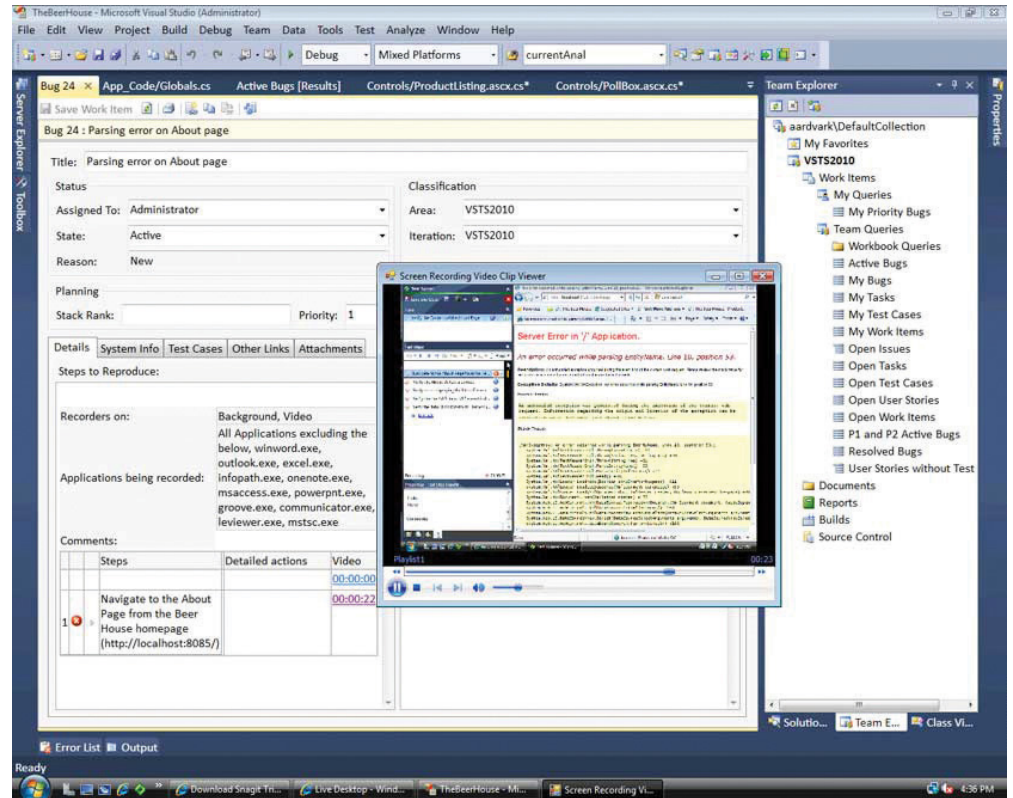 TheBeerHouse - Microsoft Visual Studio (Administrator)
File Edit View Project Build Debug Team Data Tools Test Analyze Window Help
Debug Mixed Platforms currentAnal
Bug 24 App_Code/Globals.cs Active Bugs [Results] Controls/ProductListing.ascx.cs* Controls/PollBox.ascx.cs*
Server Explorer
Toolbox
Save Work Item
Bug 24 : Parsing error on About page
Title: Parsing error on About page
Status
Assigned To: Administrator
State: Active
Reason: New
Classification
Area: VSTS2010
Iteration: VSTS2010
Planning
Stack Rank: Priority: 1
Details System Info Test Cases Other Links Attachments
Steps to Reproduce:
Recorders on: Background, Video
Applications being recorded:
All Applications excluding the
below, winword.exe,
outlook.exe, excel.exe,
infopath.exe, onenote.exe,
msaccess.exe, powerpnt.exe,
groove.exe, communicator.exe,
leviewer.exe, mstsc.exe
Comments:
Steps Detailed actions Video
00:00:00
1 Navigate to the About
Page from the Beer
House homepage
(http://localhost:8085/)
00:00:22
Screen Recording Video Clip Viewer
Server Error in '/' Application.
An error occurred while parsing EntityName. Line 10, position 53.
Playlist1 00:23
Team Explorer
aardvark\DefaultCollection
My Favorites
VSTS2010
Work Items
My Queries
My Priority Bugs
Team Queries
Workbook Queries
Active Bugs
My Bugs
My Tasks
My Test Cases
My Work Items
Open Issues
Open Tasks
Open Test Cases
Open User Stories
Open Work Items
P1 and P2 Active Bugs
Resolved Bugs
User Stories without Test
Documents
Reports
Builds
Source Control
Properties
Solutio... Team E... Class Vi...
Error List Output
Ready
Download Snagit Tri... Live Desktop - Wind... TheBeerHouse - Mi... Screen Recording Vi... 4:36 PM